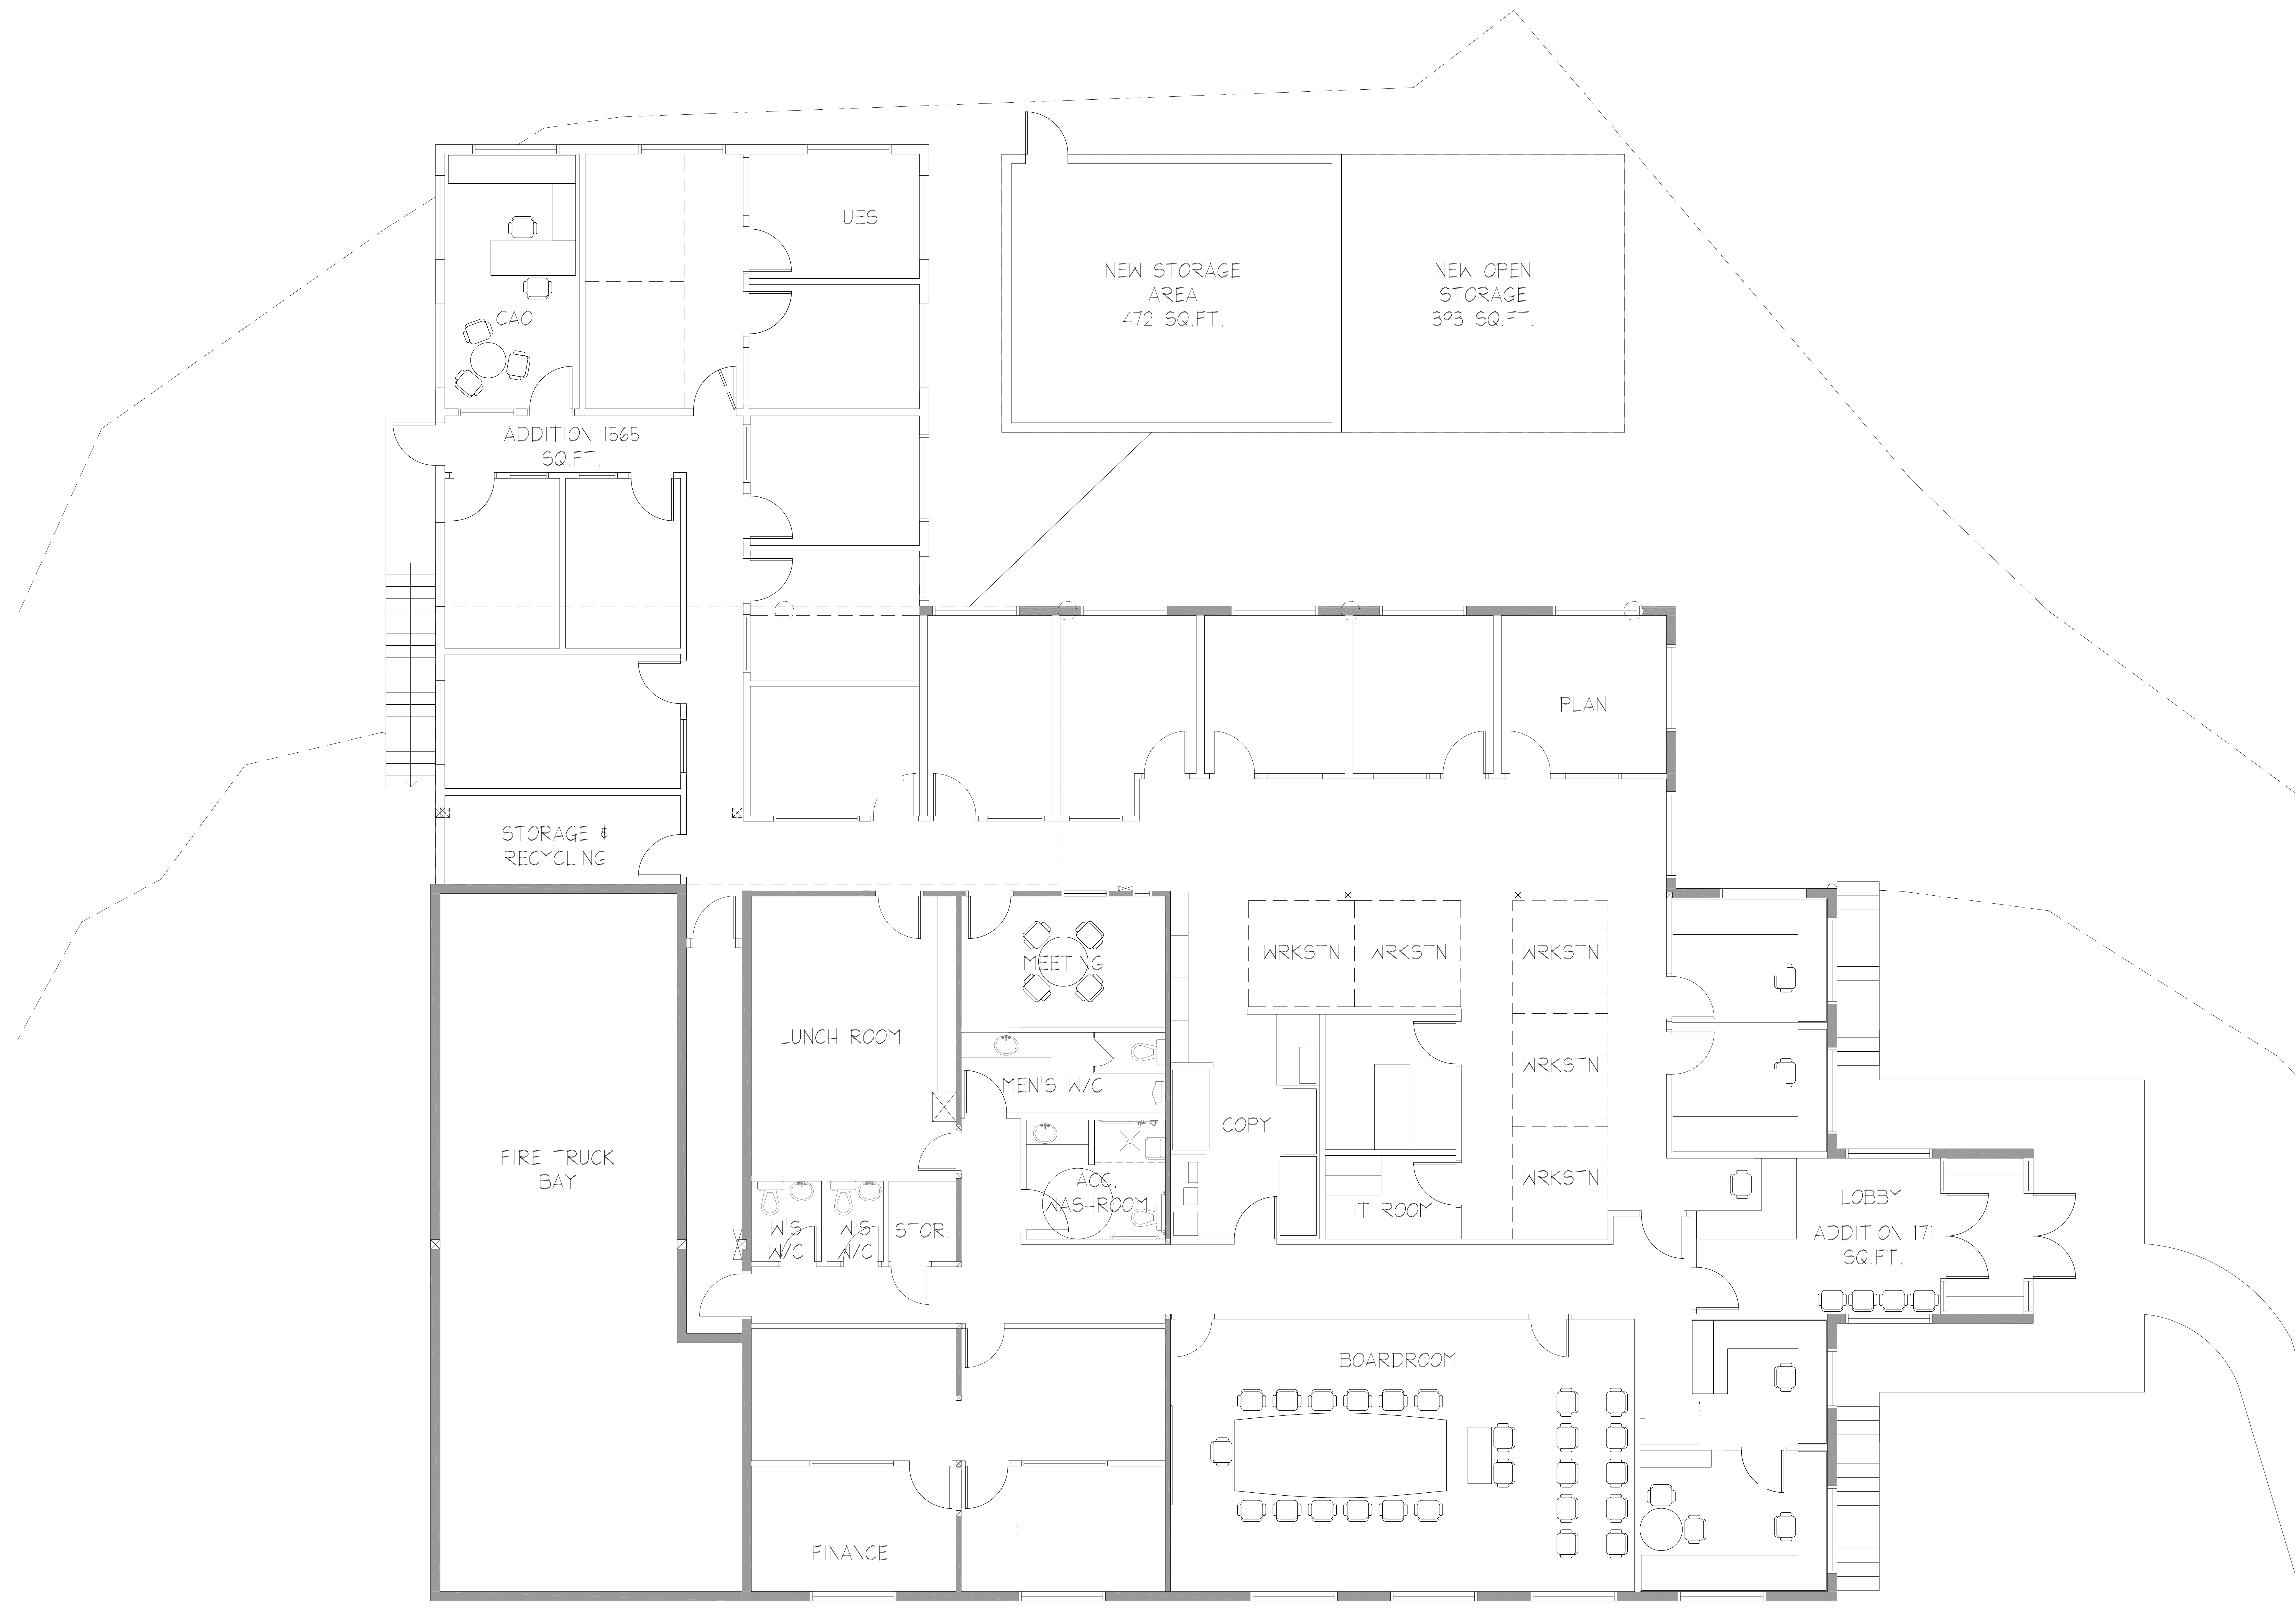 UES
NEW STORAGE
AREA
472 SQ.FT.
NEW OPEN
STORAGE
393 SQ.FT.
CAO
ADDITION 1565
SQ.FT.
PLAN
STORAGE &
RECYCLING
WRKSTN
WRKSTN
WRKSTN
MEETING
LUNCH ROOM
MEN'S W/C
WRKSTN
COPY
FIRE TRUCK
BAY
ACC.
WASHROOM
WRKSTN
IT ROOM
LOBBY
W'S
W/C
W'S
W/C
STOR.
ADDITION 171
SQ.FT.
BOARDROOM
FINANCE